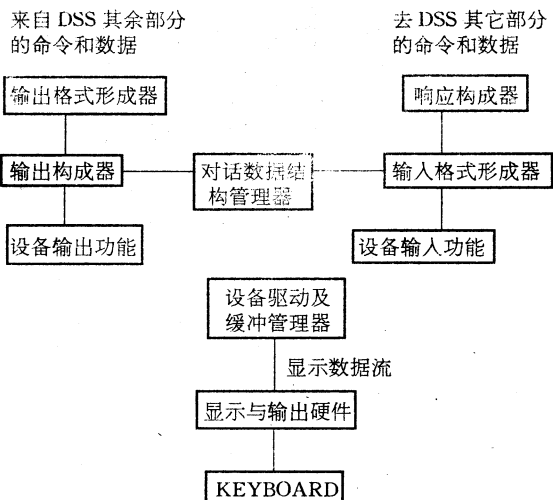 来自 DSS 其余部分
的命令和数据
去 DSS 其它部分
的命令和数据
输出格式形成器
响应构成器
输出构成器
对话数据结
构管理器
输入格式形成器
设备输出功能
设备输入功能
设备驱动及
缓冲管理器
显示数据流
显示与输出硬件
KEYBOARD